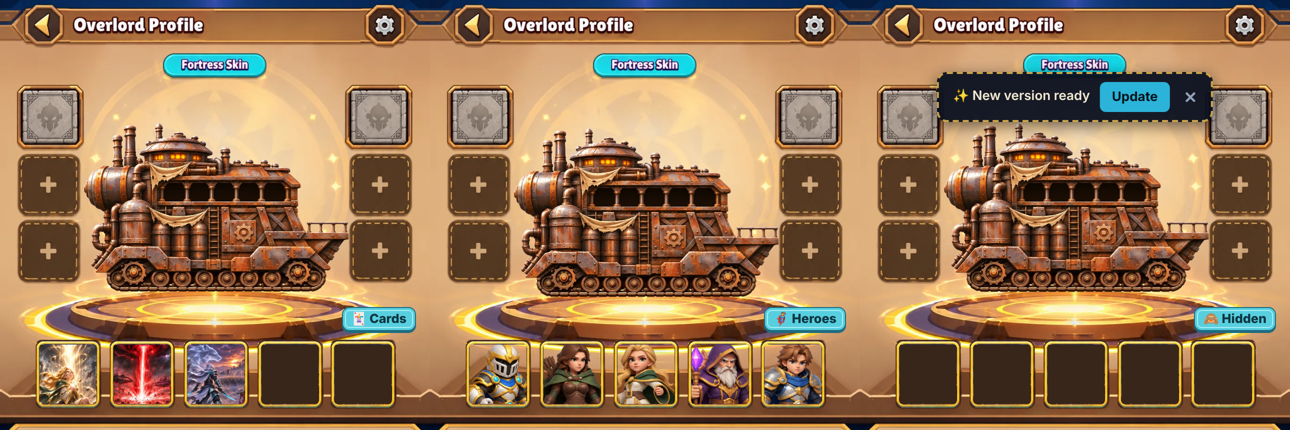 Overlord Profile
Fortress Skin
🃏 Cards
Overlord Profile
Fortress Skin
🦸 Heroes
Overlord Profile
Fortress Skin
✨ New version ready Update ✕
🙈 Hidden